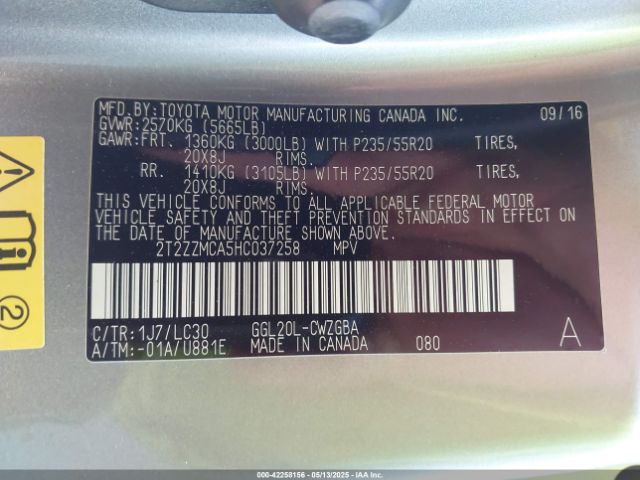 MFD.BY:TOYOTA MOTOR MANUFACTURING CANADA INC. 09/16
GVWR:2570KG (5665LB)
GAWR:FRT. 1360KG (3000LB) WITH P235/55R20 TIRES,
20X8J RIMS.
RR. 1410KG (3105LB) WITH P235/55R20 TIRES,
20X8J RIMS.
THIS VEHICLE CONFORMS TO ALL APPLICABLE FEDERAL MOTOR
VEHICLE SAFETY AND THEFT PREVENTION STANDARDS IN EFFECT
ON THE DATE OF MANUFACTURE SHOWN ABOVE.
2T2ZZMCA5HC037258 MPV
C/TR:1J7/LC30 GGL20L-CWZGBA A
A/TM:-01A/U881E MADE IN CANADA 080
2
000-42258156 - 05/13/2025 - IAAI.COM